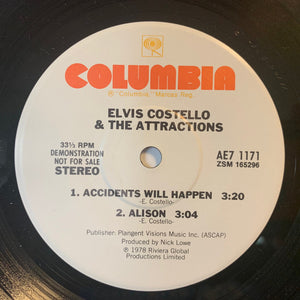 COLUMBIA
® "Columbia," Marcas Reg.
ELVIS COSTELLO
& THE ATTRACTIONS
33⅓ RPM
DEMONSTRATION
NOT FOR SALE
STEREO
AE7 1171
ZSM 165296
1. ACCIDENTS WILL HAPPEN 3:20
-E. Costello-
2. ALISON 3:04
-E. Costello-
Publisher: Plangent Visions Music Inc. (ASCAP)
Produced by Nick Lowe
℗ 1978 Riviera Global
Productions Limited